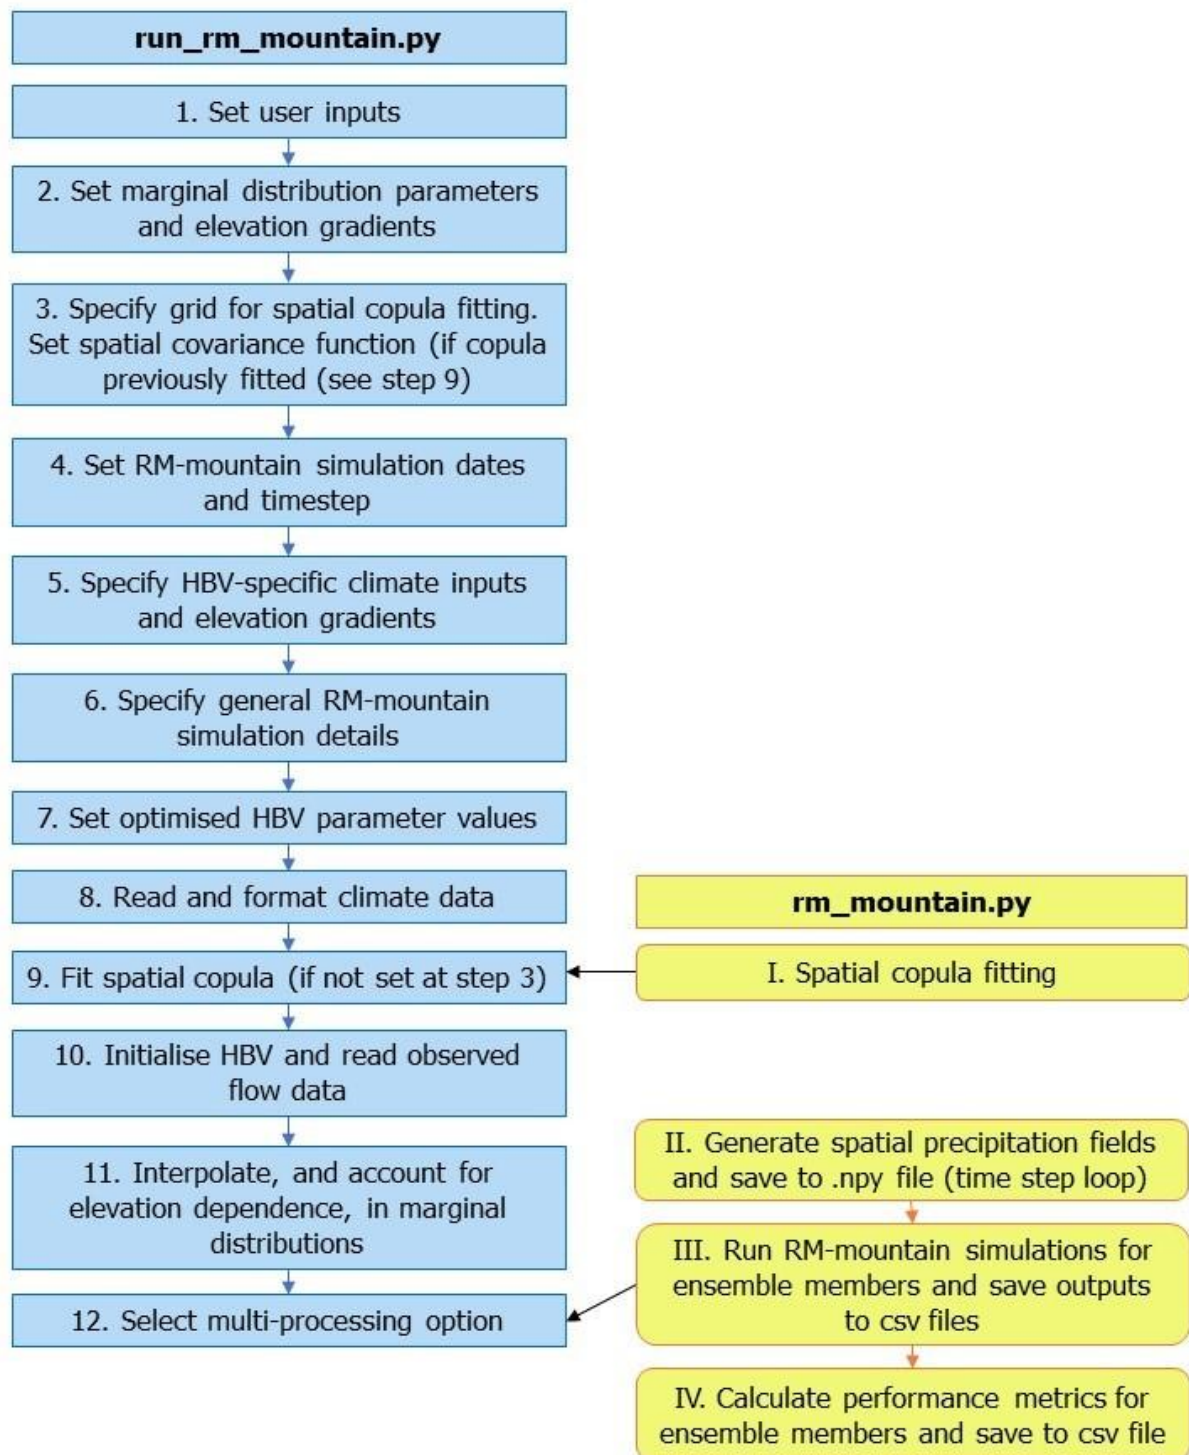 run_rm_mountain.py
1. Set user inputs
2. Set marginal distribution parameters
and elevation gradients
3. Specify grid for spatial copula fitting.
Set spatial covariance function (if copula
previously fitted (see step 9)
4. Set RM-mountain simulation dates
and timestep
5. Specify HBV-specific climate inputs
and elevation gradients
6. Specify general RM-mountain
simulation details
7. Set optimised HBV parameter values
8. Read and format climate data
9. Fit spatial copula (if not set at step 3)
10. Initialise HBV and read observed
flow data
11. Interpolate, and account for
elevation dependence, in marginal
distributions
12. Select multi-processing option
rm_mountain.py
I. Spatial copula fitting
II. Generate spatial precipitation fields
and save to .npy file (time step loop)
III. Run RM-mountain simulations for
ensemble members and save outputs
to csv files
IV. Calculate performance metrics for
ensemble members and save to csv file